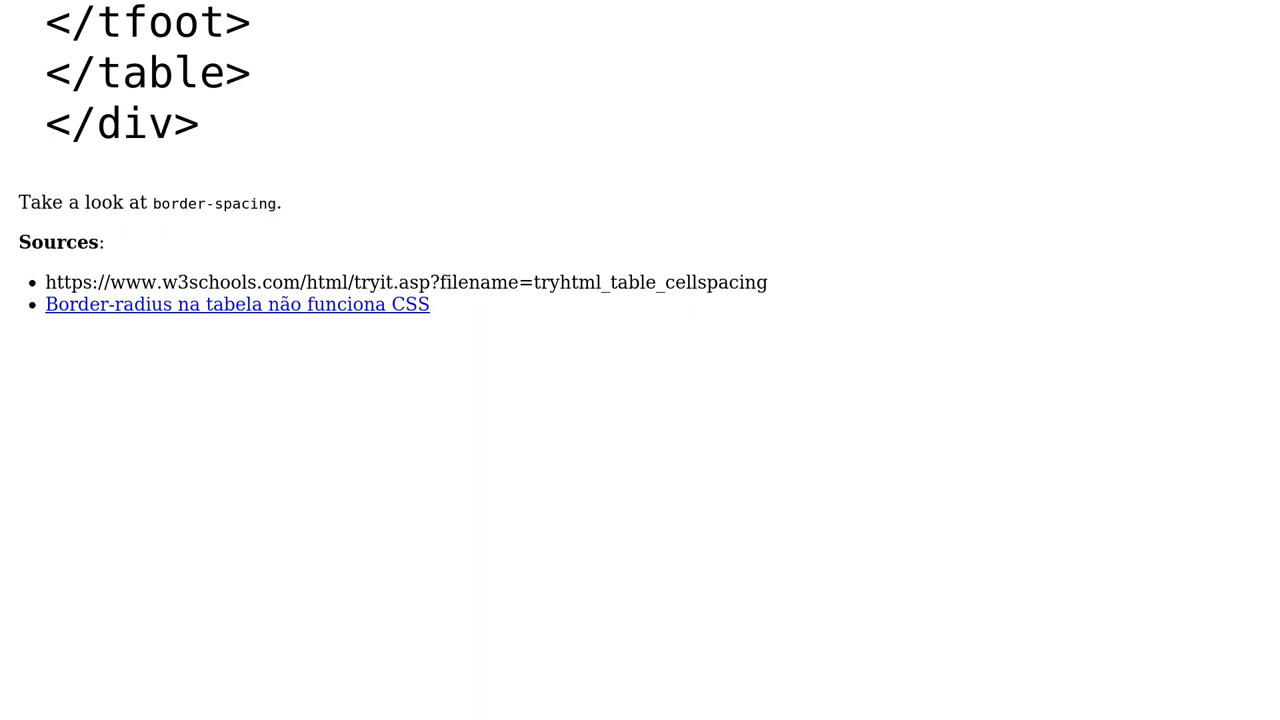 </tfoot>
</table>
</div>
Take a look at border-spacing.
Sources:
https://www.w3schools.com/html/tryit.asp?filename=tryhtml_table_cellspacing
Border-radius na tabela não funciona CSS